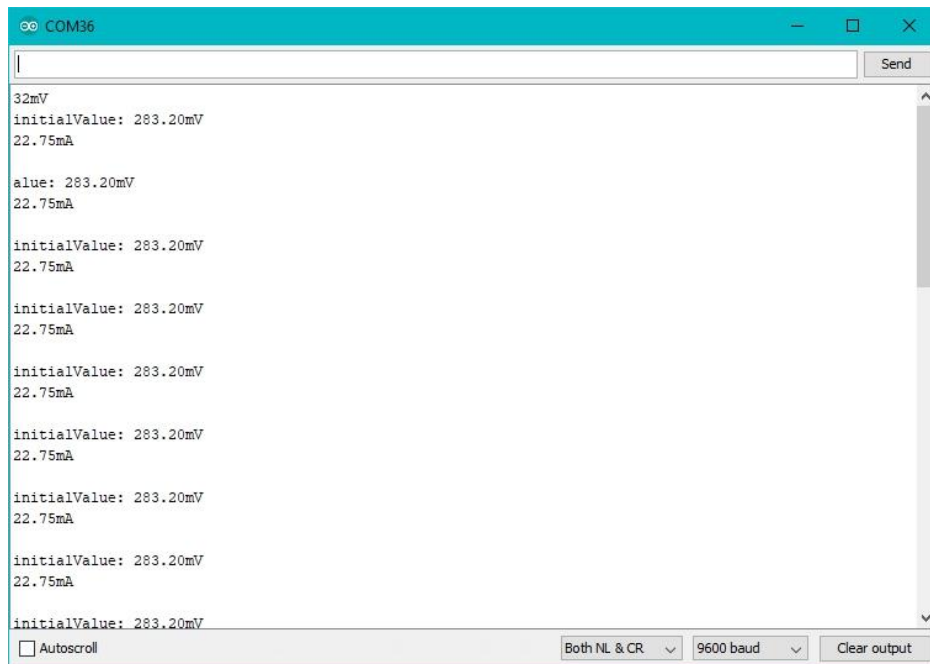 COM36
Send
32mV
initialValue: 283.20mV
22.75mA
alue: 283.20mV
22.75mA
initialValue: 283.20mV
22.75mA
initialValue: 283.20mV
22.75mA
initialValue: 283.20mV
22.75mA
initialValue: 283.20mV
22.75mA
initialValue: 283.20mV
22.75mA
initialValue: 283.20mV
22.75mA
initialValue: 283.20mV
Autoscroll
Both NL & CR
9600 baud
Clear output